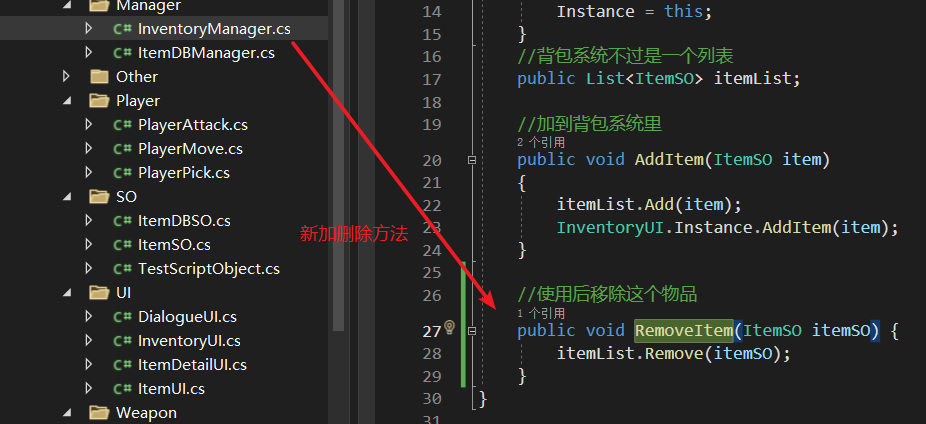 Manager
InventoryManager.cs
ItemDBManager.cs
Other
Player
PlayerAttack.cs
PlayerMove.cs
PlayerPick.cs
SO
ItemDBSO.cs
ItemSO.cs
TestScriptObject.cs
UI
DialogueUI.cs
InventoryUI.cs
ItemDetailUI.cs
ItemUI.cs
Weapon
新加删除方法
14 Instance = this;
15 }
16 //背包系统不过是一个列表
17 public List<ItemSO> itemList;
18
19 //加到背包系统里
2 个引用
20 public void AddItem(ItemSO item)
21 {
22 itemList.Add(item);
23 InventoryUI.Instance.AddItem(item);
24 }
25
26 //使用后移除这个物品
1 个引用
27 public void RemoveItem(ItemSO itemSO) {
28 itemList.Remove(itemSO);
29 }
30 }
31